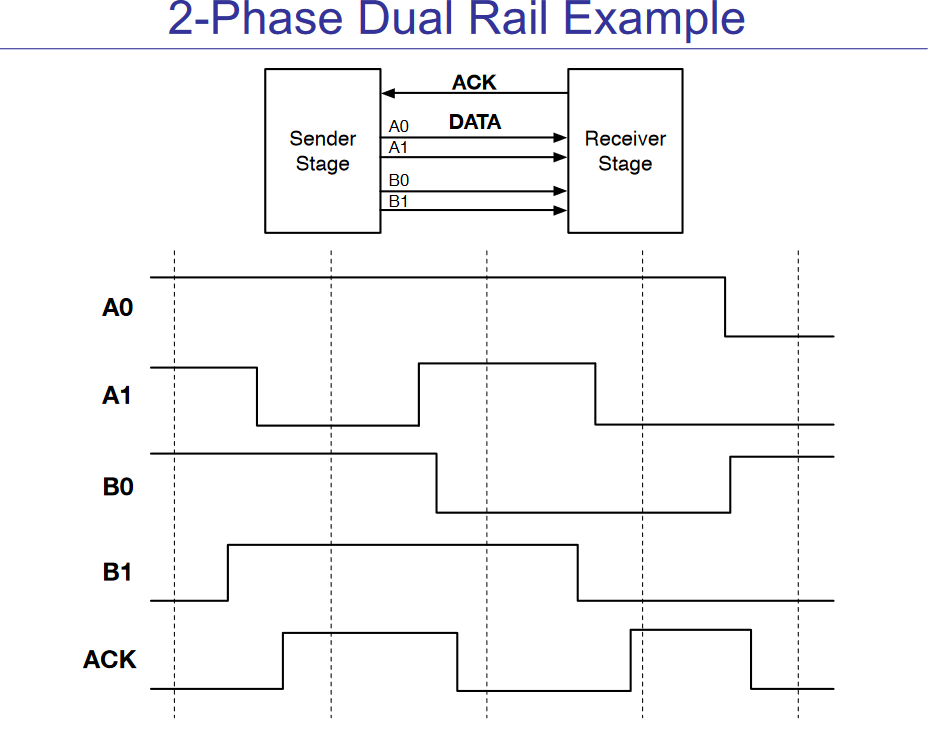 2-Phase Dual Rail Example
ACK
Sender
Stage
A0
DATA
A1
B0
B1
Receiver
Stage
A0
A1
B0
B1
ACK